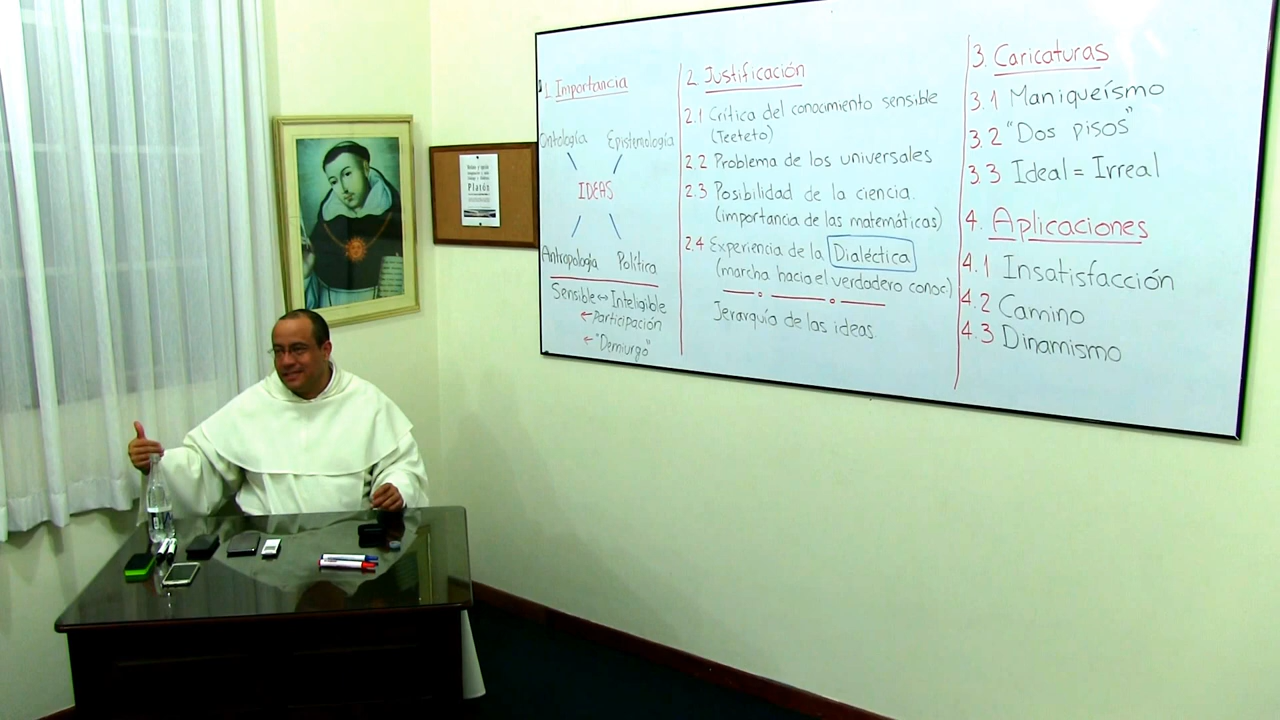 1. Importancia
Ontología Epistemología
IDEAS
Antropología Política
Sensible ↔ Inteligible
← Participación
← "Demiurgo"
2. Justificación
2.1 Crítica del conocimiento sensible
(Teeteto)
2.2 Problema de los universales
2.3 Posibilidad de la ciencia
(importancia de las matemáticas)
2.4 Experiencia de la Dialéctica
(marcha hacia el verdadero conoc)
Jerarquía de las ideas.
3. Caricaturas
3.1 Maniqueísmo
3.2 "Dos pisos"
3.3 Ideal = Irreal
4. Aplicaciones
4.1 Insatisfacción
4.2 Camino
4.3 Dinamismo
Platón